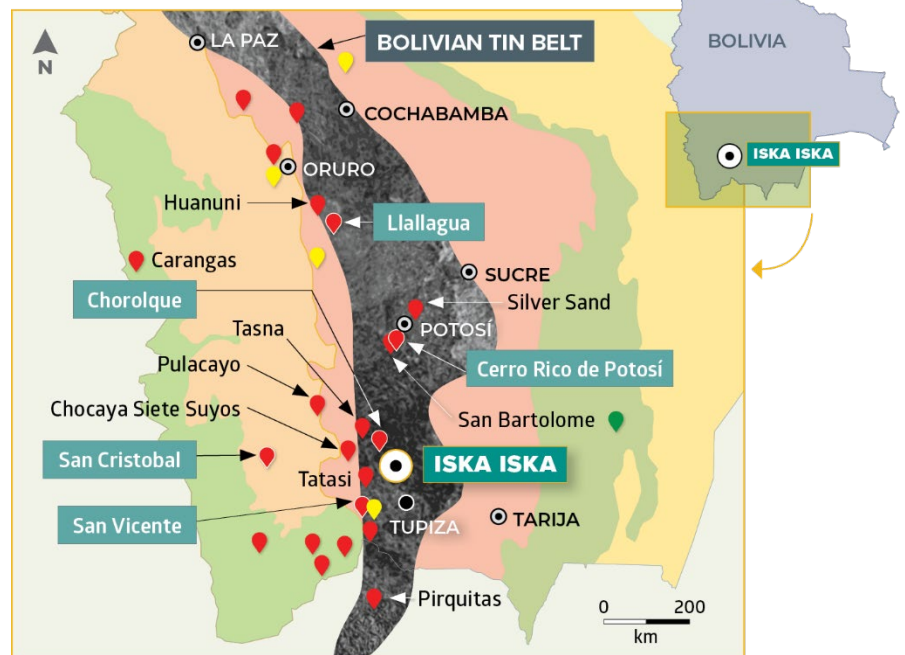 LA PAZ
BOLIVIAN TIN BELT
BOLIVIA
N
COCHABAMBA
ISKA ISKA
ORURO
Huanuni
Llallagua
Carangas
SUCRE
Chorolque
Silver Sand
Tasna
POTOSÍ
Pulacayo
Cerro Rico de Potosí
Chocaya Siete Suyos
San Bartolome
San Cristobal
ISKA ISKA
Tatasi
San Vicente
TUPIZA
TARIJA
Pirquitas
0 200
km